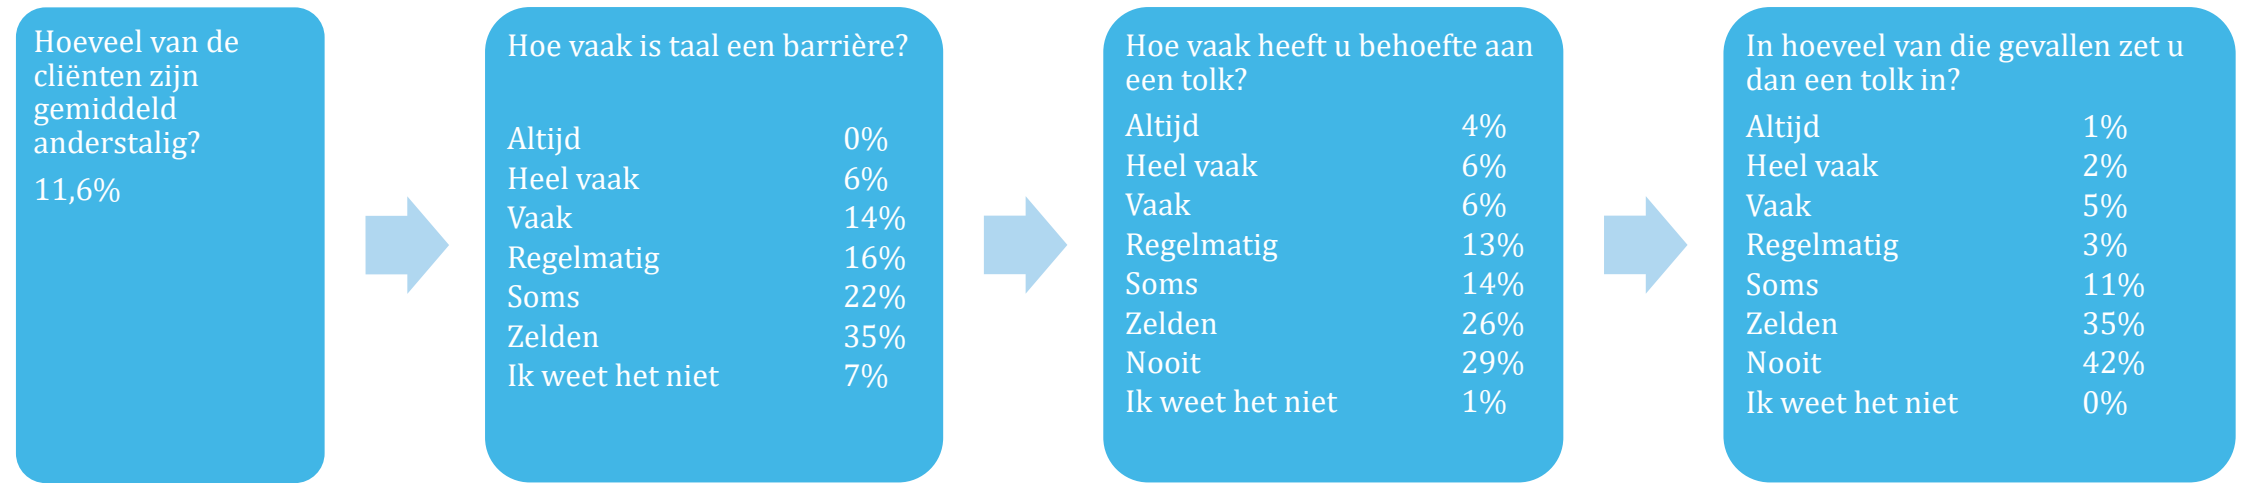 Hoeveel van de
cliënten zijn
gemiddeld
anderstalig?
11,6%
Hoe vaak is taal een barrière?
Altijd 0%
Heel vaak 6%
Vaak 14%
Regelmatig 16%
Soms 22%
Zelden 35%
Ik weet het niet 7%
Hoe vaak heeft u behoefte aan
een tolk?
Altijd 4%
Heel vaak 6%
Vaak 6%
Regelmatig 13%
Soms 14%
Zelden 26%
Nooit 29%
Ik weet het niet 1%
In hoeveel van die gevallen zet u
dan een tolk in?
Altijd 1%
Heel vaak 2%
Vaak 5%
Regelmatig 3%
Soms 11%
Zelden 35%
Nooit 42%
Ik weet het niet 0%